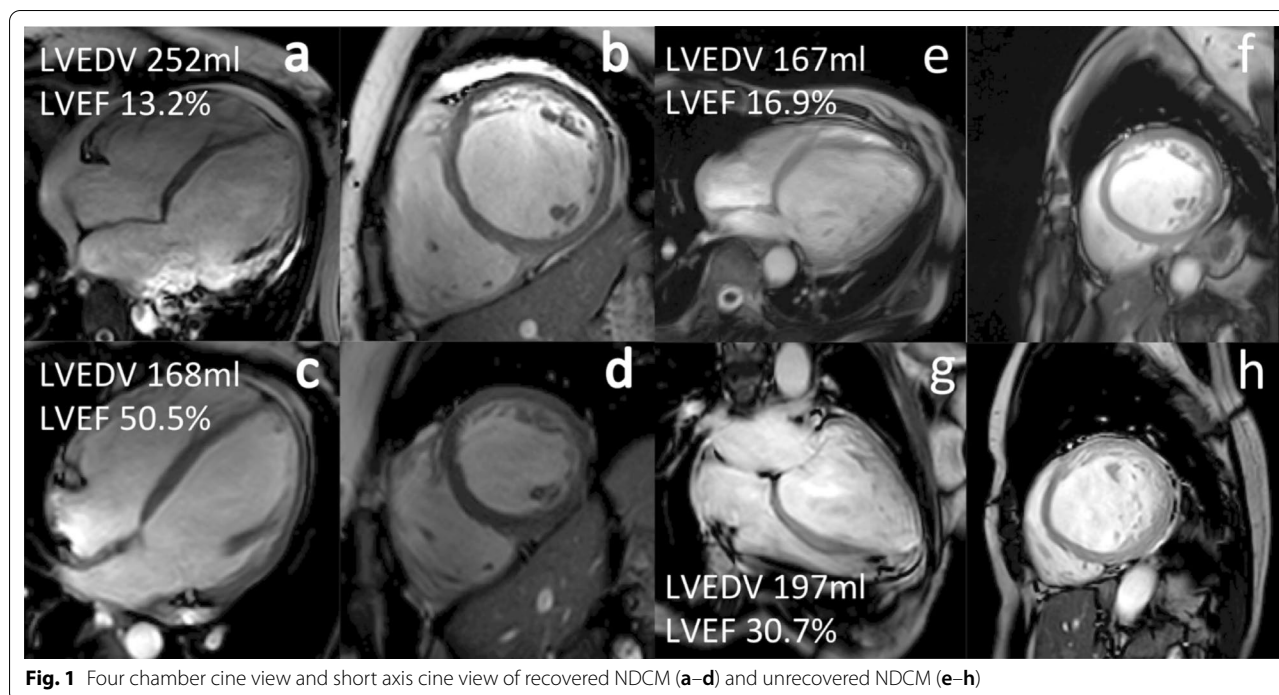 LVEDV 252ml
LVEF 13.2%
a
b
LVEDV 167ml
LVEF 16.9%
e
f
LVEDV 168ml
LVEF 50.5%
c
d
g
LVEDV 197ml
LVEF 30.7%
h
Fig. 1 Four chamber cine view and short axis cine view of recovered NDCM (a–d) and unrecovered NDCM (e–h)